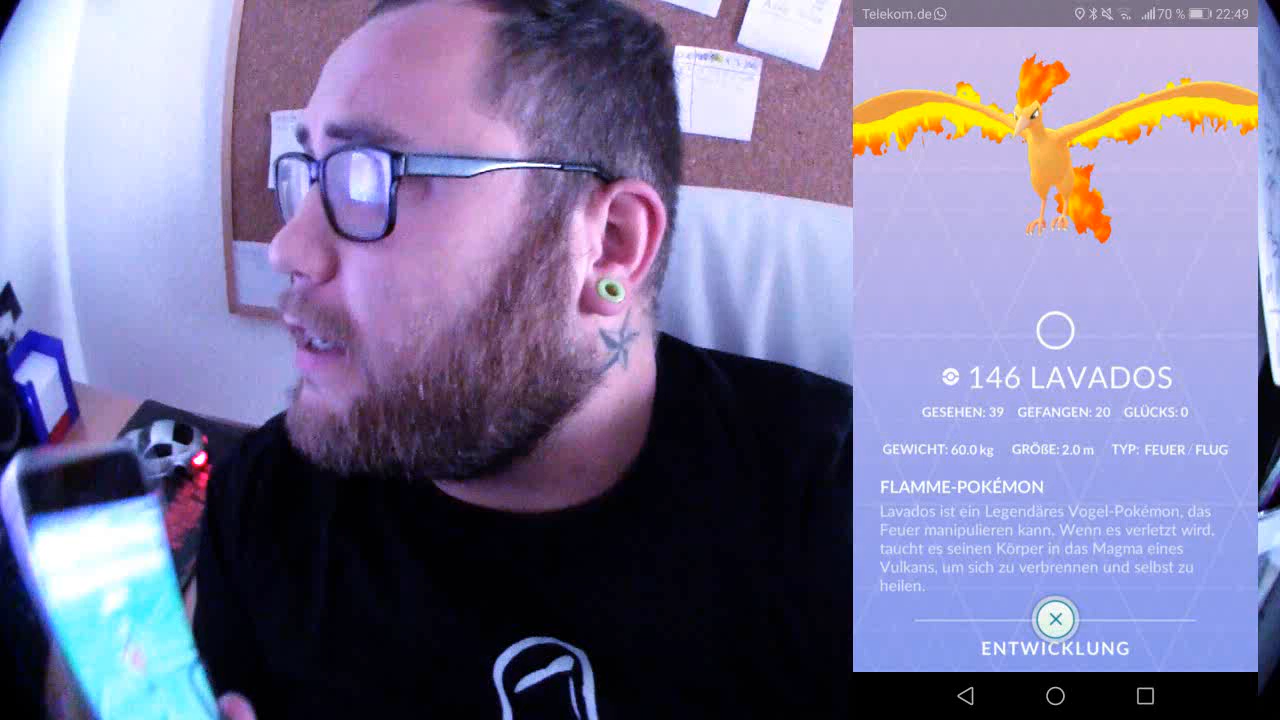 Telekom.de
70 %
22:49
146 LAVADOS
GESEHEN: 39 GEFANGEN: 20 GLÜCKS: 0
GEWICHT: 60.0 kg GRÖßE: 2.0 m TYP: FEUER / FLUG
FLAMME-POKÉMON
Lavados ist ein Legendäres Vogel-Pokémon, das
Feuer manipulieren kann. Wenn es verletzt wird,
taucht es seinen Körper in das Magma eines
Vulkans, um sich zu verbrennen und selbst zu
heilen.
ENTWICKLUNG